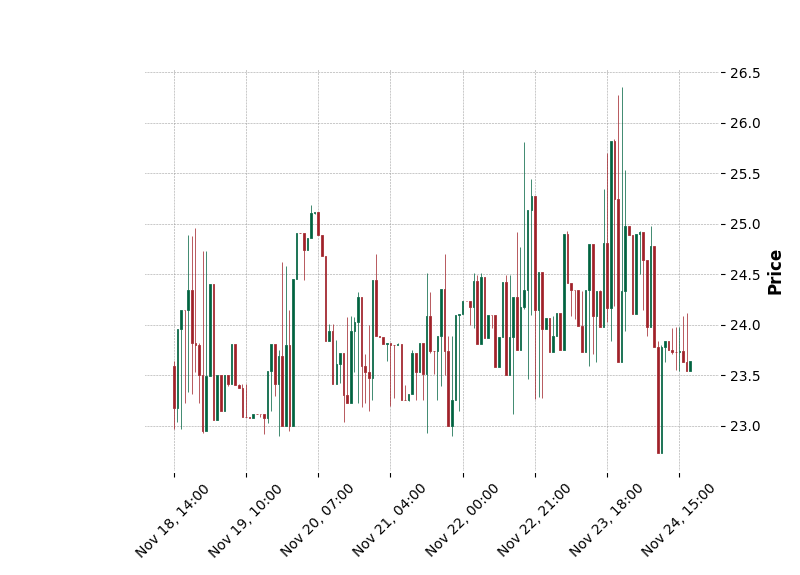 26.5
26.0
25.5
25.0
24.5
24.0
23.5
23.0
Price
Nov 18, 14:00
Nov 19, 10:00
Nov 20, 07:00
Nov 21, 04:00
Nov 22, 00:00
Nov 22, 21:00
Nov 23, 18:00
Nov 24, 15:00